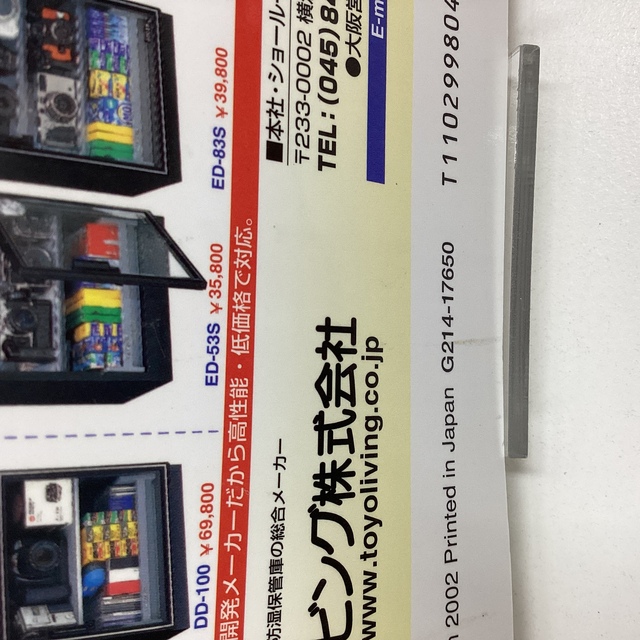 DD-100 ¥69,800
ED-53S ¥35,800
ED-83S ¥39,800
開発メーカーだから高性能・低価格で対応。
防湿保管庫の総合メーカー
ビング株式会社
www.toyoliving.co.jp
■本社・ショール
〒233-0002 横
TEL:(045)84
●大阪営
E-m
2002 Printed in Japan G214-17650 T110299804